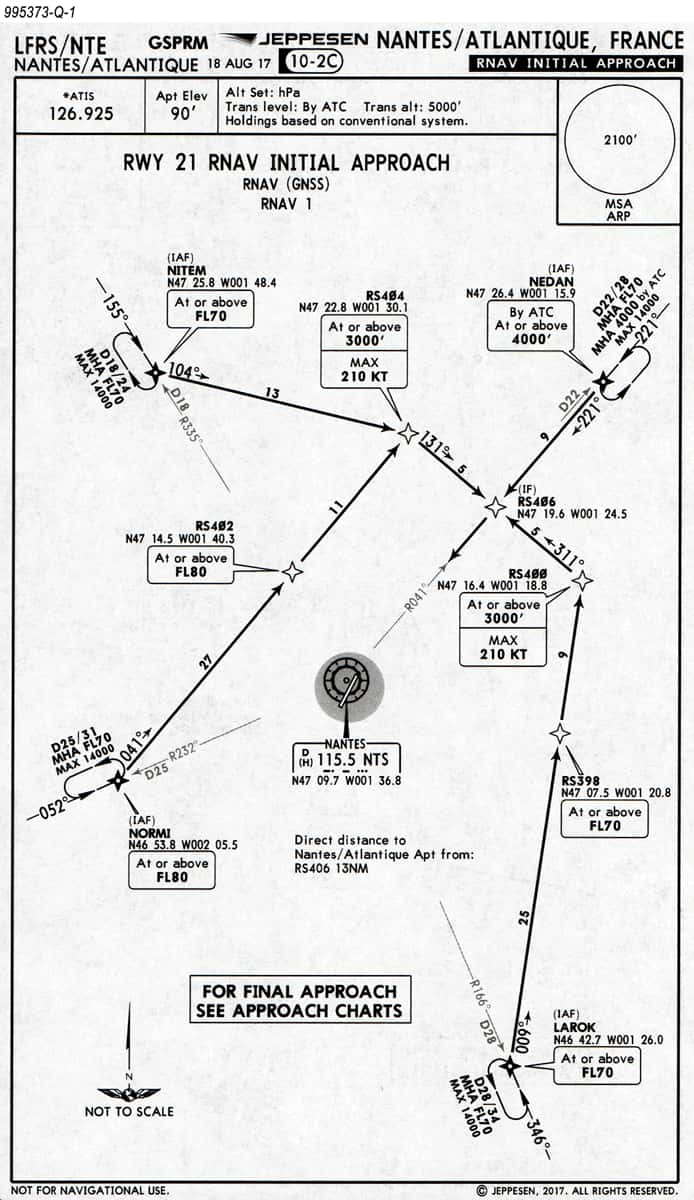 995373-Q-1
LFRS/NTE GSPRM JEPPESEN NANTES/ATLANTIQUE, FRANCE
NANTES/ATLANTIQUE 18 AUG 17 10-2C RNAV INITIAL APPROACH
*ATIS
126.925
Apt Elev
90'
Alt Set: hPa
Trans level: By ATC Trans alt: 5000'
Holdings based on conventional system.
2100'
MSA
ARP
RWY 21 RNAV INITIAL APPROACH
RNAV (GNSS)
RNAV 1
(IAF)
NITEM
N47 25.8 W001 48.4
At or above
FL70
155°
D18/24
MHA FL70
MAX 14000
104°
13
D18 R335°
RS404
N47 22.8 W001 30.1
At or above
3000'
MAX
210 KT
(IAF)
NEDAN
N47 26.4 W001 15.9
By ATC
At or above
4000'
D22/28
MHA FL70
MHA 4000 by ATC
MAX 14000
221°
D22
221°
9
131°
5
(IF)
RS406
N47 19.6 W001 24.5
RS402
N47 14.5 W001 40.3
At or above
FL80
11
5
311°
RS400
N47 16.4 W001 18.8
At or above
3000'
MAX
210 KT
R041°
27
9
NANTES
D
(H) 115.5 NTS
N47 09.7 W001 36.8
D25/31
MHA FL70
MAX 14000
041°
R232°
D25
052°
(IAF)
NORMI
N46 53.8 W002 05.5
At or above
FL80
RS398
N47 07.5 W001 20.8
At or above
FL70
Direct distance to
Nantes/Atlantique Apt from:
RS406 13NM
25
R166°
D28
FOR FINAL APPROACH
SEE APPROACH CHARTS
009°
(IAF)
LAROK
N46 42.7 W001 26.0
At or above
FL70
D28/34
MHA FL70
MAX 14000
346°
N
NOT TO SCALE
NOT FOR NAVIGATIONAL USE.
© JEPPESEN, 2017. ALL RIGHTS RESERVED.